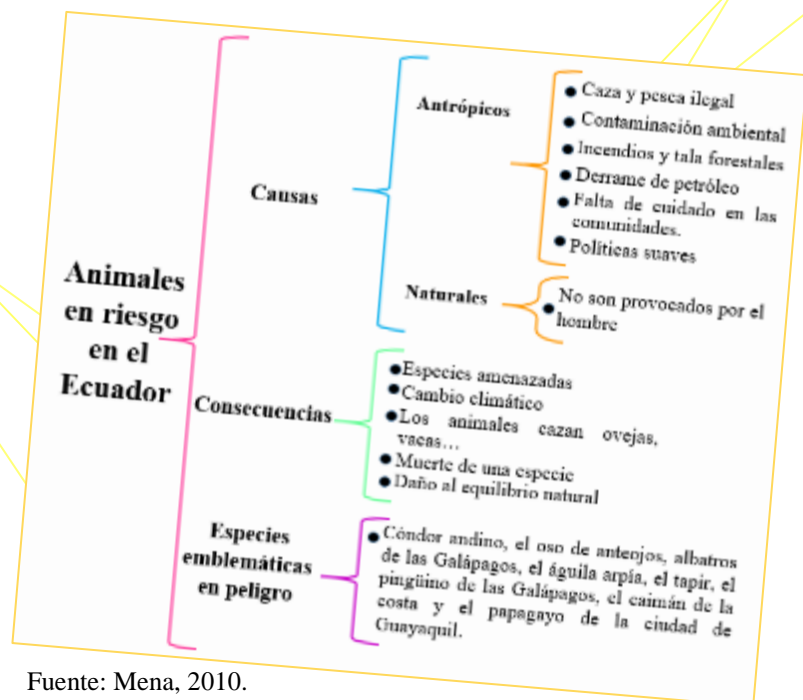 Animales
en riesgo
en el
Ecuador
Causas
Antrópicos
● Caza y pesca ilegal
● Contaminación ambiental
● Incendios y tala forestales
● Derrame de petróleo
● Falta de cuidado en las
comunidades.
● Políticas suaves
Naturales
● No son provocados por el
hombre
Consecuencias
● Especies amenazadas
● Cambio climático
● Los animales cazan ovejas,
vacas…
● Muerte de una especie
● Daño al equilibrio natural
Especies
emblemáticas
en peligro
● Cóndor andino, el oso de anteojos, albatros
de las Galápagos, el águila arpía, el tapir, el
pingüino de las Galápagos, el caimán de la
costa y el papagayo de la ciudad de
Guayaquil.
Fuente: Mena, 2010.